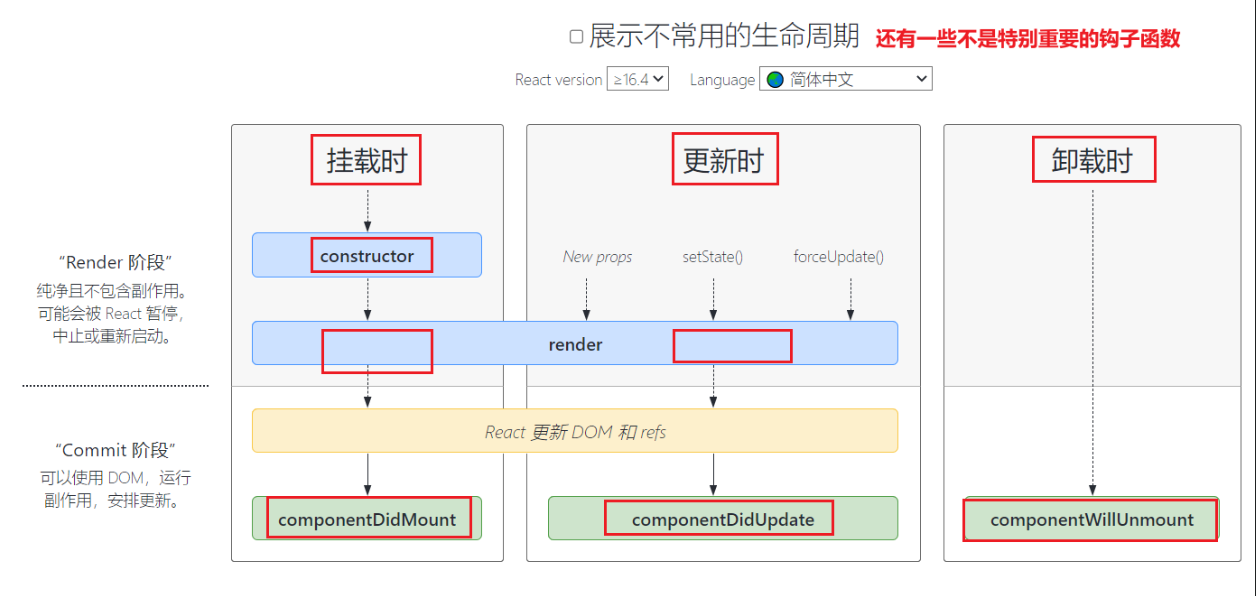 展示不常用的生命周期 还有一些不是特别重要的钩子函数
React version ≥16.4 Language 简体中文
挂载时 更新时 卸载时
“Render 阶段”
纯净且不包含副作用。
可能会被 React 暂停，
中止或重新启动。
constructor New props setState() forceUpdate()
render
“Commit 阶段”
可以使用 DOM，运行
副作用，安排更新。
React 更新 DOM 和 refs
componentDidMount componentDidUpdate componentWillUnmount